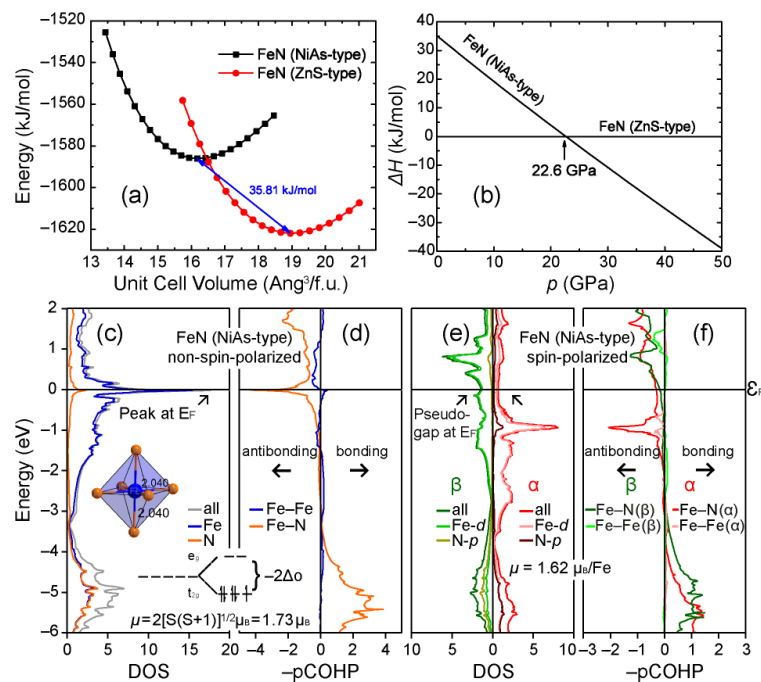 −1520
−1540
−1560
−1580
−1600
−1620
Energy (kJ/mol)
FeN (NiAs-type)
FeN (ZnS-type)
(a)
35.81 kJ/mol
13 14 15 16 17 18 19 20 21
Unit Cell Volume (Ang³/f.u.)
40
30
20
10
0
10
20
30
−40
ΔH (kJ/mol)
FeN (NiAs-type)
FeN (ZnS-type)
22.6 GPa
(b)
0 10 20 30 40 50
p (GPa)
2
1
0
−1
−2
−3
−4
−5
−6
Energy (eV)
(c)
(d)
FeN (NiAs-type)
non-spin-polarized
Peak at EF
2.040
2.040
all
Fe
N
eg
t2g
−2Δo
μ=2[S(S+1)]1/2μB=1.73 μB
0 5 10 15 20
DOS
antibonding
bonding
Fe−Fe
Fe−N
−4 −2 0 2 4
−pCOHP
(e)
(f)
FeN (NiAs-type)
spin-polarized
Pseudo-
gap at EF
εF
β
α
all
Fe-d
N-p
all
Fe-d
N-p
μ = 1.62 μB/Fe
10 5 0 5 10
DOS
antibonding
bonding
β
α
Fe−N(β)
Fe−Fe(β)
Fe−N(α)
Fe−Fe(α)
−3 −2 −1 0 1 2 3
−pCOHP